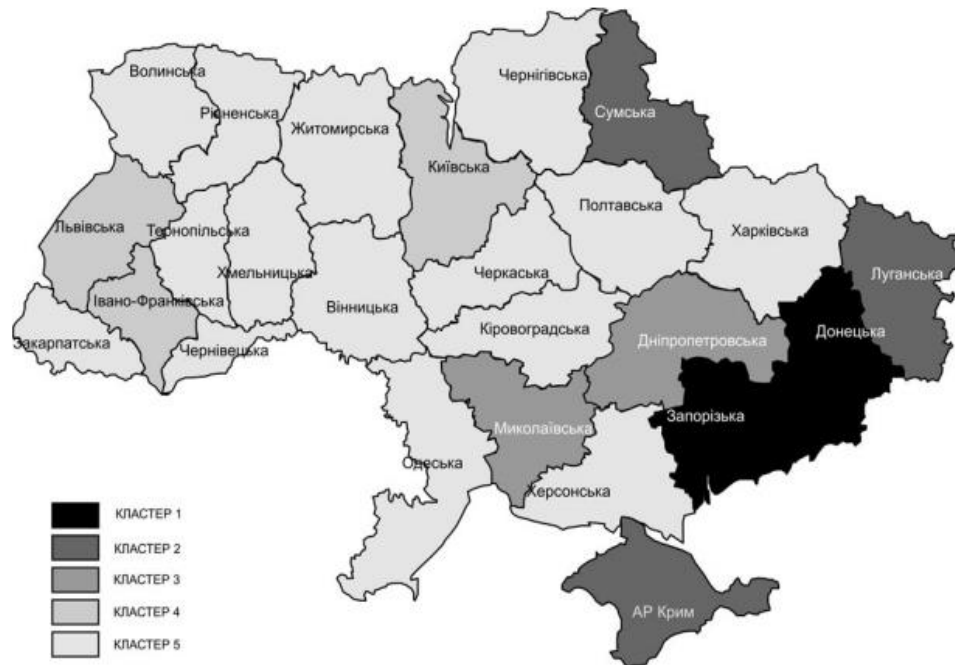 Волинська
Рівненська
Житомирська
Чернігівська
Сумська
Київська
Львівська
Тернопільська
Хмельницька
Полтавська
Харківська
Черкаська
Луганська
Івано-Франківська
Вінницька
Кіровоградська
Дніпропетровська
Донецька
Закарпатська
Чернівецька
Запорізька
Миколаївська
Одеська
Херсонська
АР Крим
КЛАСТЕР 1
КЛАСТЕР 2
КЛАСТЕР 3
КЛАСТЕР 4
КЛАСТЕР 5